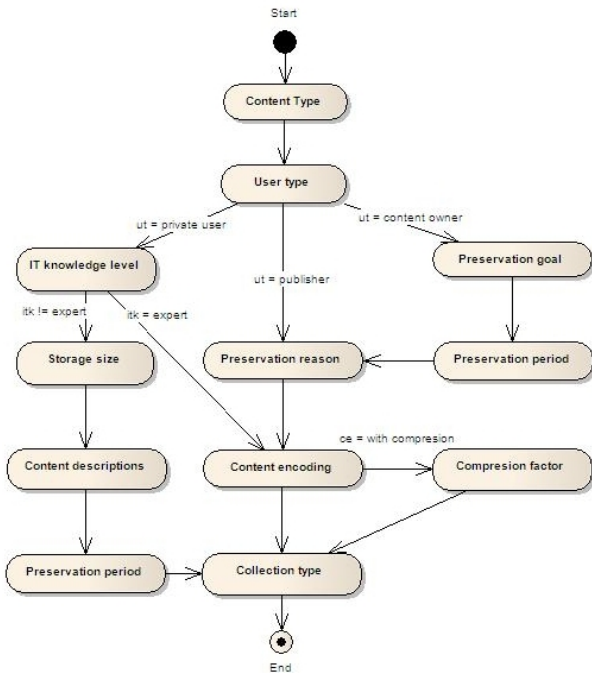 Start
Content Type
User type
ut = private user
ut = content owner
IT knowledge level
Preservation goal
ut = publisher
itk != expert
itk = expert
Storage size
Preservation reason
Preservation period
ce = with compresion
Content descriptions
Content encoding
Compresion factor
Preservation period
Collection type
End